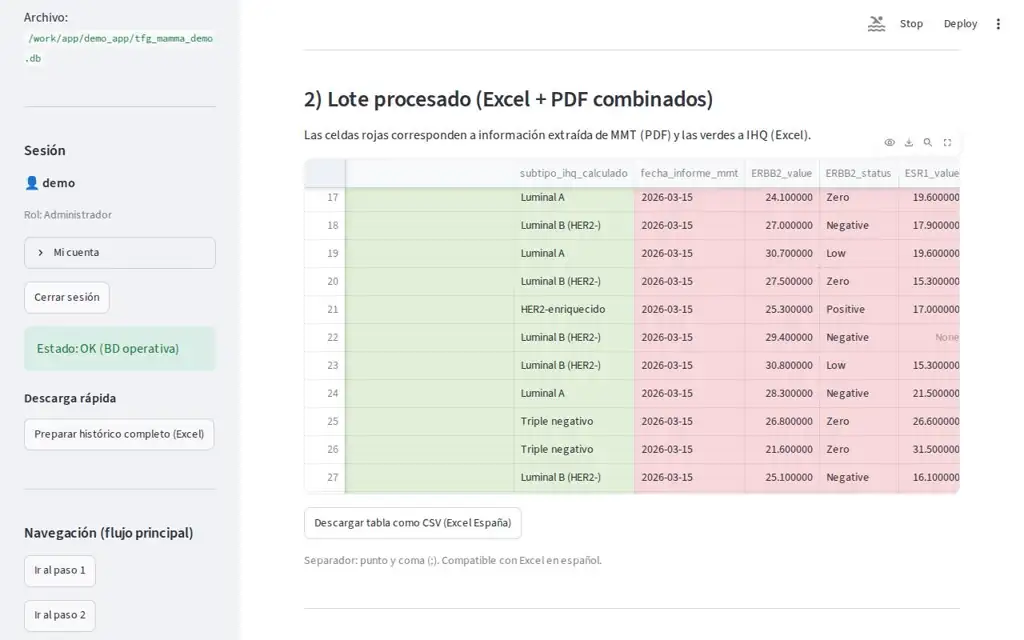 Archivo:
/work/app/demo_app/tfg_mamma_demo
.db
Sesión
demo
Rol: Administrador
Mi cuenta
Cerrar sesión
Estado: OK (BD operativa)
Descarga rápida
Preparar histórico completo (Excel)
Navegación (flujo principal)
Ir al paso 1
Ir al paso 2
Stop Deploy
2) Lote procesado (Excel + PDF combinados)
Las celdas rojas corresponden a información extraída de MMT (PDF) y las verdes a IHQ (Excel).
subtipo_ihq_calculado fecha_informe_mmt ERBB2_value ERBB2_status ESR1_value
17 Luminal A 2026-03-15 24.100000 Zero 19.600000
18 Luminal B (HER2-) 2026-03-15 27.000000 Negative 17.900000
19 Luminal A 2026-03-15 30.700000 Low 19.600000
20 Luminal B (HER2-) 2026-03-15 27.500000 Zero 15.300000
21 HER2-enriquecido 2026-03-15 25.300000 Positive 17.000000
22 Luminal B (HER2-) 2026-03-15 29.400000 Negative None
23 Luminal B (HER2-) 2026-03-15 30.800000 Low 15.300000
24 Luminal A 2026-03-15 28.300000 Negative 21.500000
25 Triple negativo 2026-03-15 26.800000 Zero 26.600000
26 Triple negativo 2026-03-15 21.600000 Zero 31.500000
27 Luminal B (HER2-) 2026-03-15 25.100000 Negative 16.100000
Descargar tabla como CSV (Excel España)
Separador: punto y coma (;). Compatible con Excel en español.